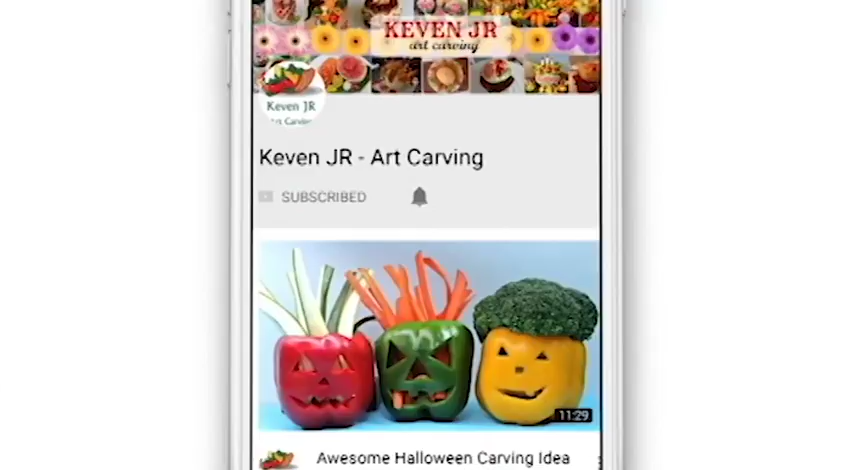 KEVEN JR
art carving
Keven JR
Art Carving
Keven JR - Art Carving
SUBSCRIBED
11:29
Awesome Halloween Carving Idea